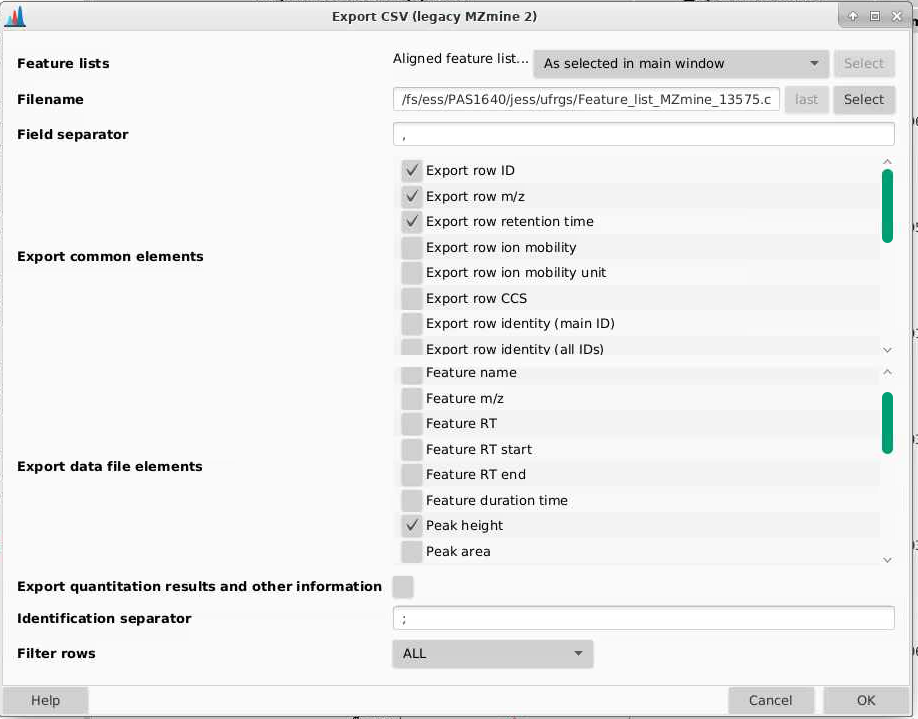 Export CSV (legacy MZmine 2)
Feature lists
Aligned feature list...
As selected in main window
Select
Filename
/fs/ess/PAS1640/jess/ufrgs/Feature_list_MZmine_13575.c
last
Select
Field separator
,
Export common elements
Export row ID
Export row m/z
Export row retention time
Export row ion mobility
Export row ion mobility unit
Export row CCS
Export row identity (main ID)
Export row identity (all IDs)
Export data file elements
Feature name
Feature m/z
Feature RT
Feature RT start
Feature RT end
Feature duration time
Peak height
Peak area
Export quantitation results and other information
Identification separator
;
Filter rows
ALL
Help
Cancel
OK